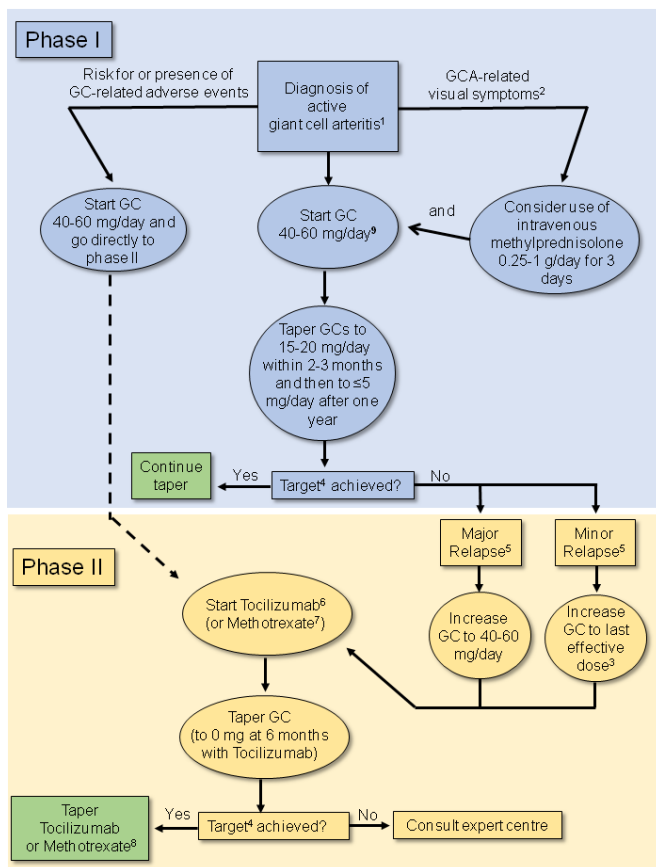 Phase I
Risk for or presence of
GC-related adverse events
Diagnosis of
active
giant cell arteritis¹
GCA-related
visual symptoms²
Start GC
40-60 mg/day and
go directly to
phase II
Start GC
40-60 mg/day⁹
and
Consider use of
intravenous
methylprednisolone
0.25-1 g/day for 3
days
Taper GCs to
15-20 mg/day
within 2-3 months
and then to ≤5
mg/day after one
year
Continue
taper
Yes
Target⁴ achieved?
No
Phase II
Major
Relapse⁵
Minor
Relapse⁵
Start Tocilizumab⁶
(or Methotrexate⁷)
Increase
GC to 40-60
mg/day
Increase
GC to last
effective
dose³
Taper GC
(to 0 mg at 6 months
with Tocilizumab)
Taper
Tocilizumab
or Methotrexate⁸
Yes
Target⁴ achieved?
No
Consult expert centre